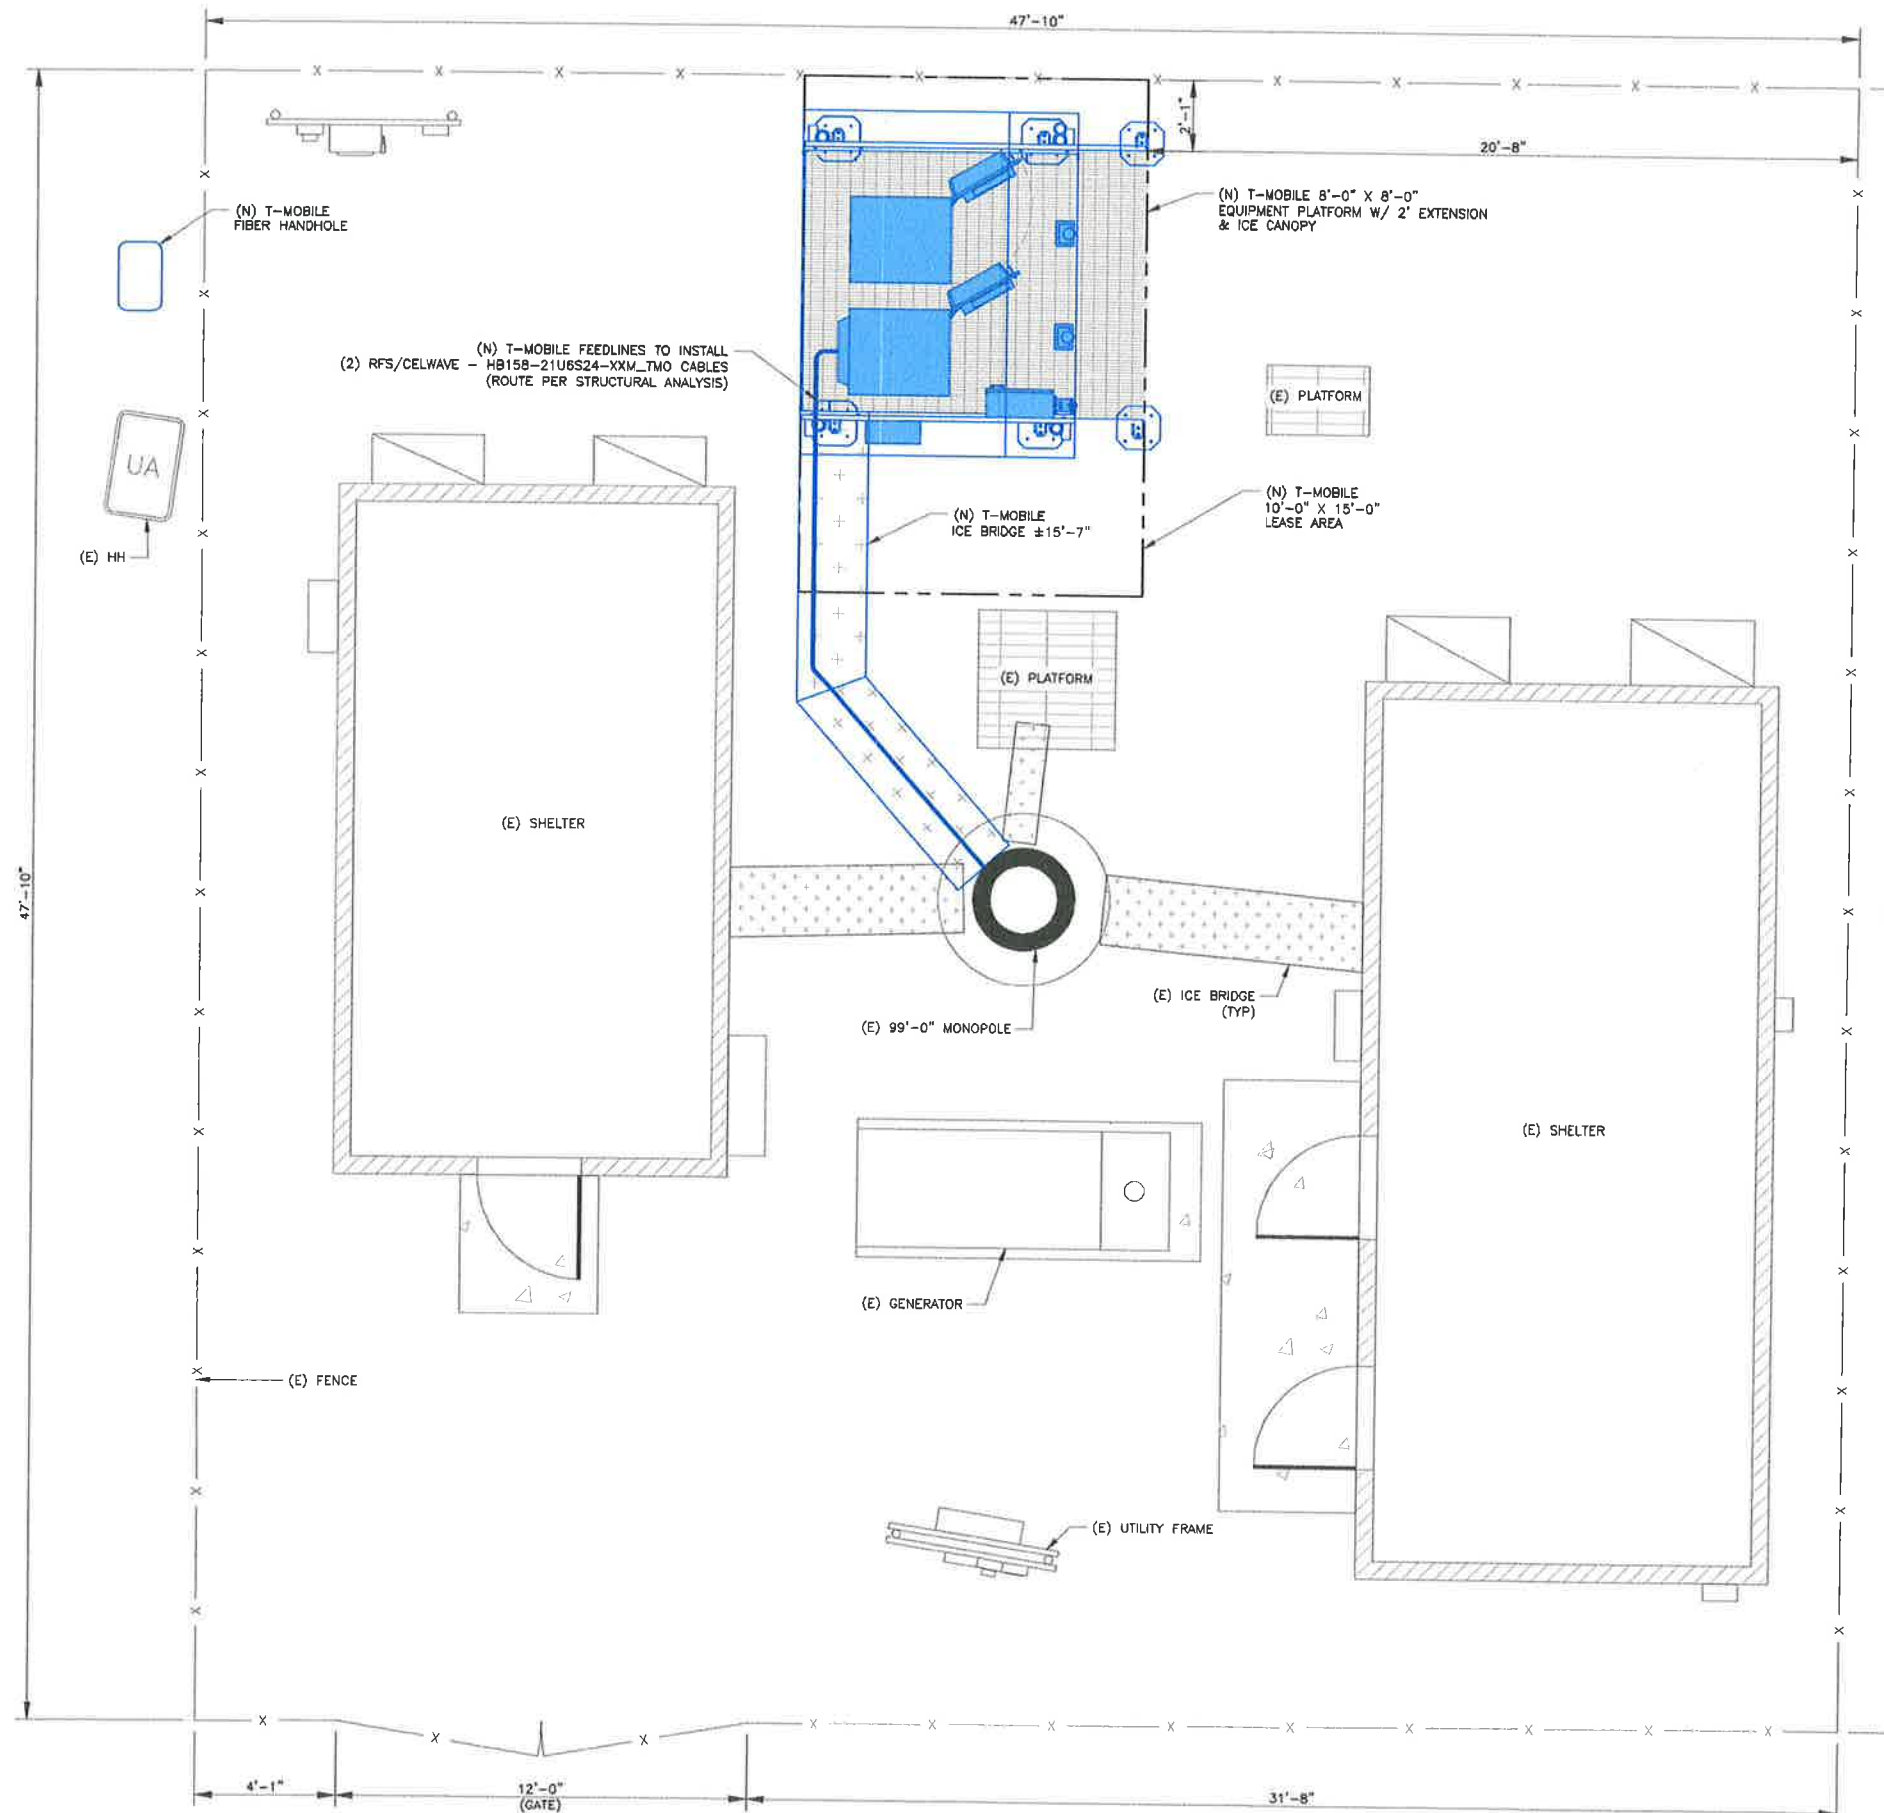 47'-10"
2'-1"
20'-8"
(N) T-MOBILE
FIBER HANDHOLE
(N) T-MOBILE 8'-0" X 8'-0"
EQUIPMENT PLATFORM W/ 2' EXTENSION
& ICE CANOPY
(N) T-MOBILE FEEDLINES TO INSTALL
(2) RFS/CELWAVE - HB158-21U6S24-XXM_TMO CABLES
(ROUTE PER STRUCTURAL ANALYSIS)
(E) PLATFORM
UA
(E) HH
(N) T-MOBILE
ICE BRIDGE ±15'-7"
(N) T-MOBILE
10'-0" X 15'-0"
LEASE AREA
(E) PLATFORM
(E) SHELTER
47'-10"
(E) ICE BRIDGE
(TYP)
(E) 99'-0" MONOPOLE
(E) SHELTER
(E) GENERATOR
(E) FENCE
(E) UTILITY FRAME
4'-1"
12'-0"
(GATE)
31'-8"